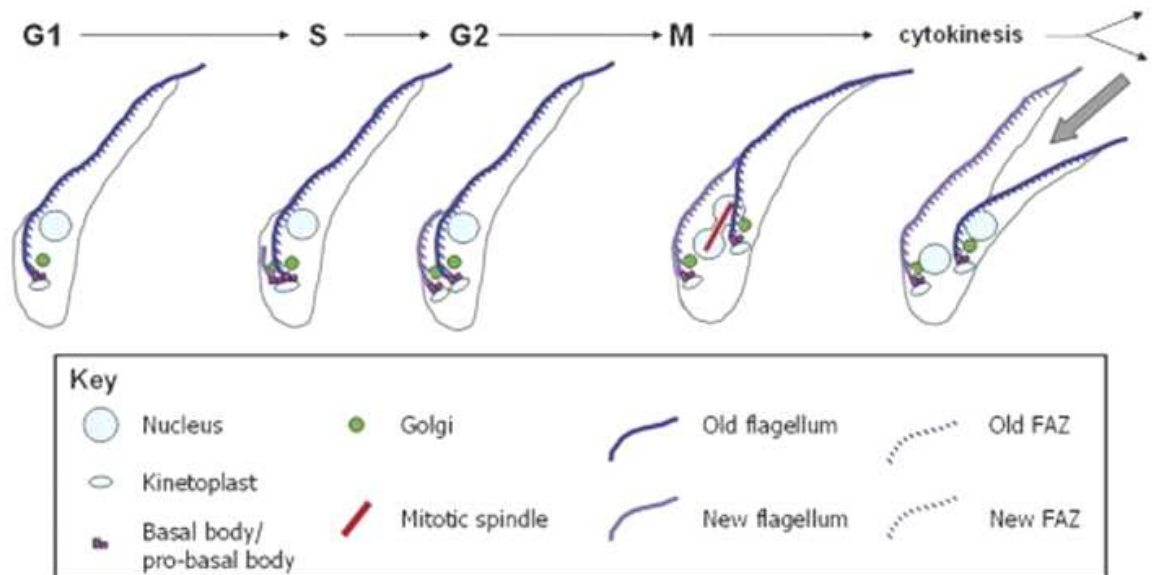 G1 S G2 M cytokinesis
Key
Nucleus Golgi Old flagellum Old FAZ
Kinetoplast
Mitotic spindle New flagellum New FAZ
Basal body/
pro-basal body